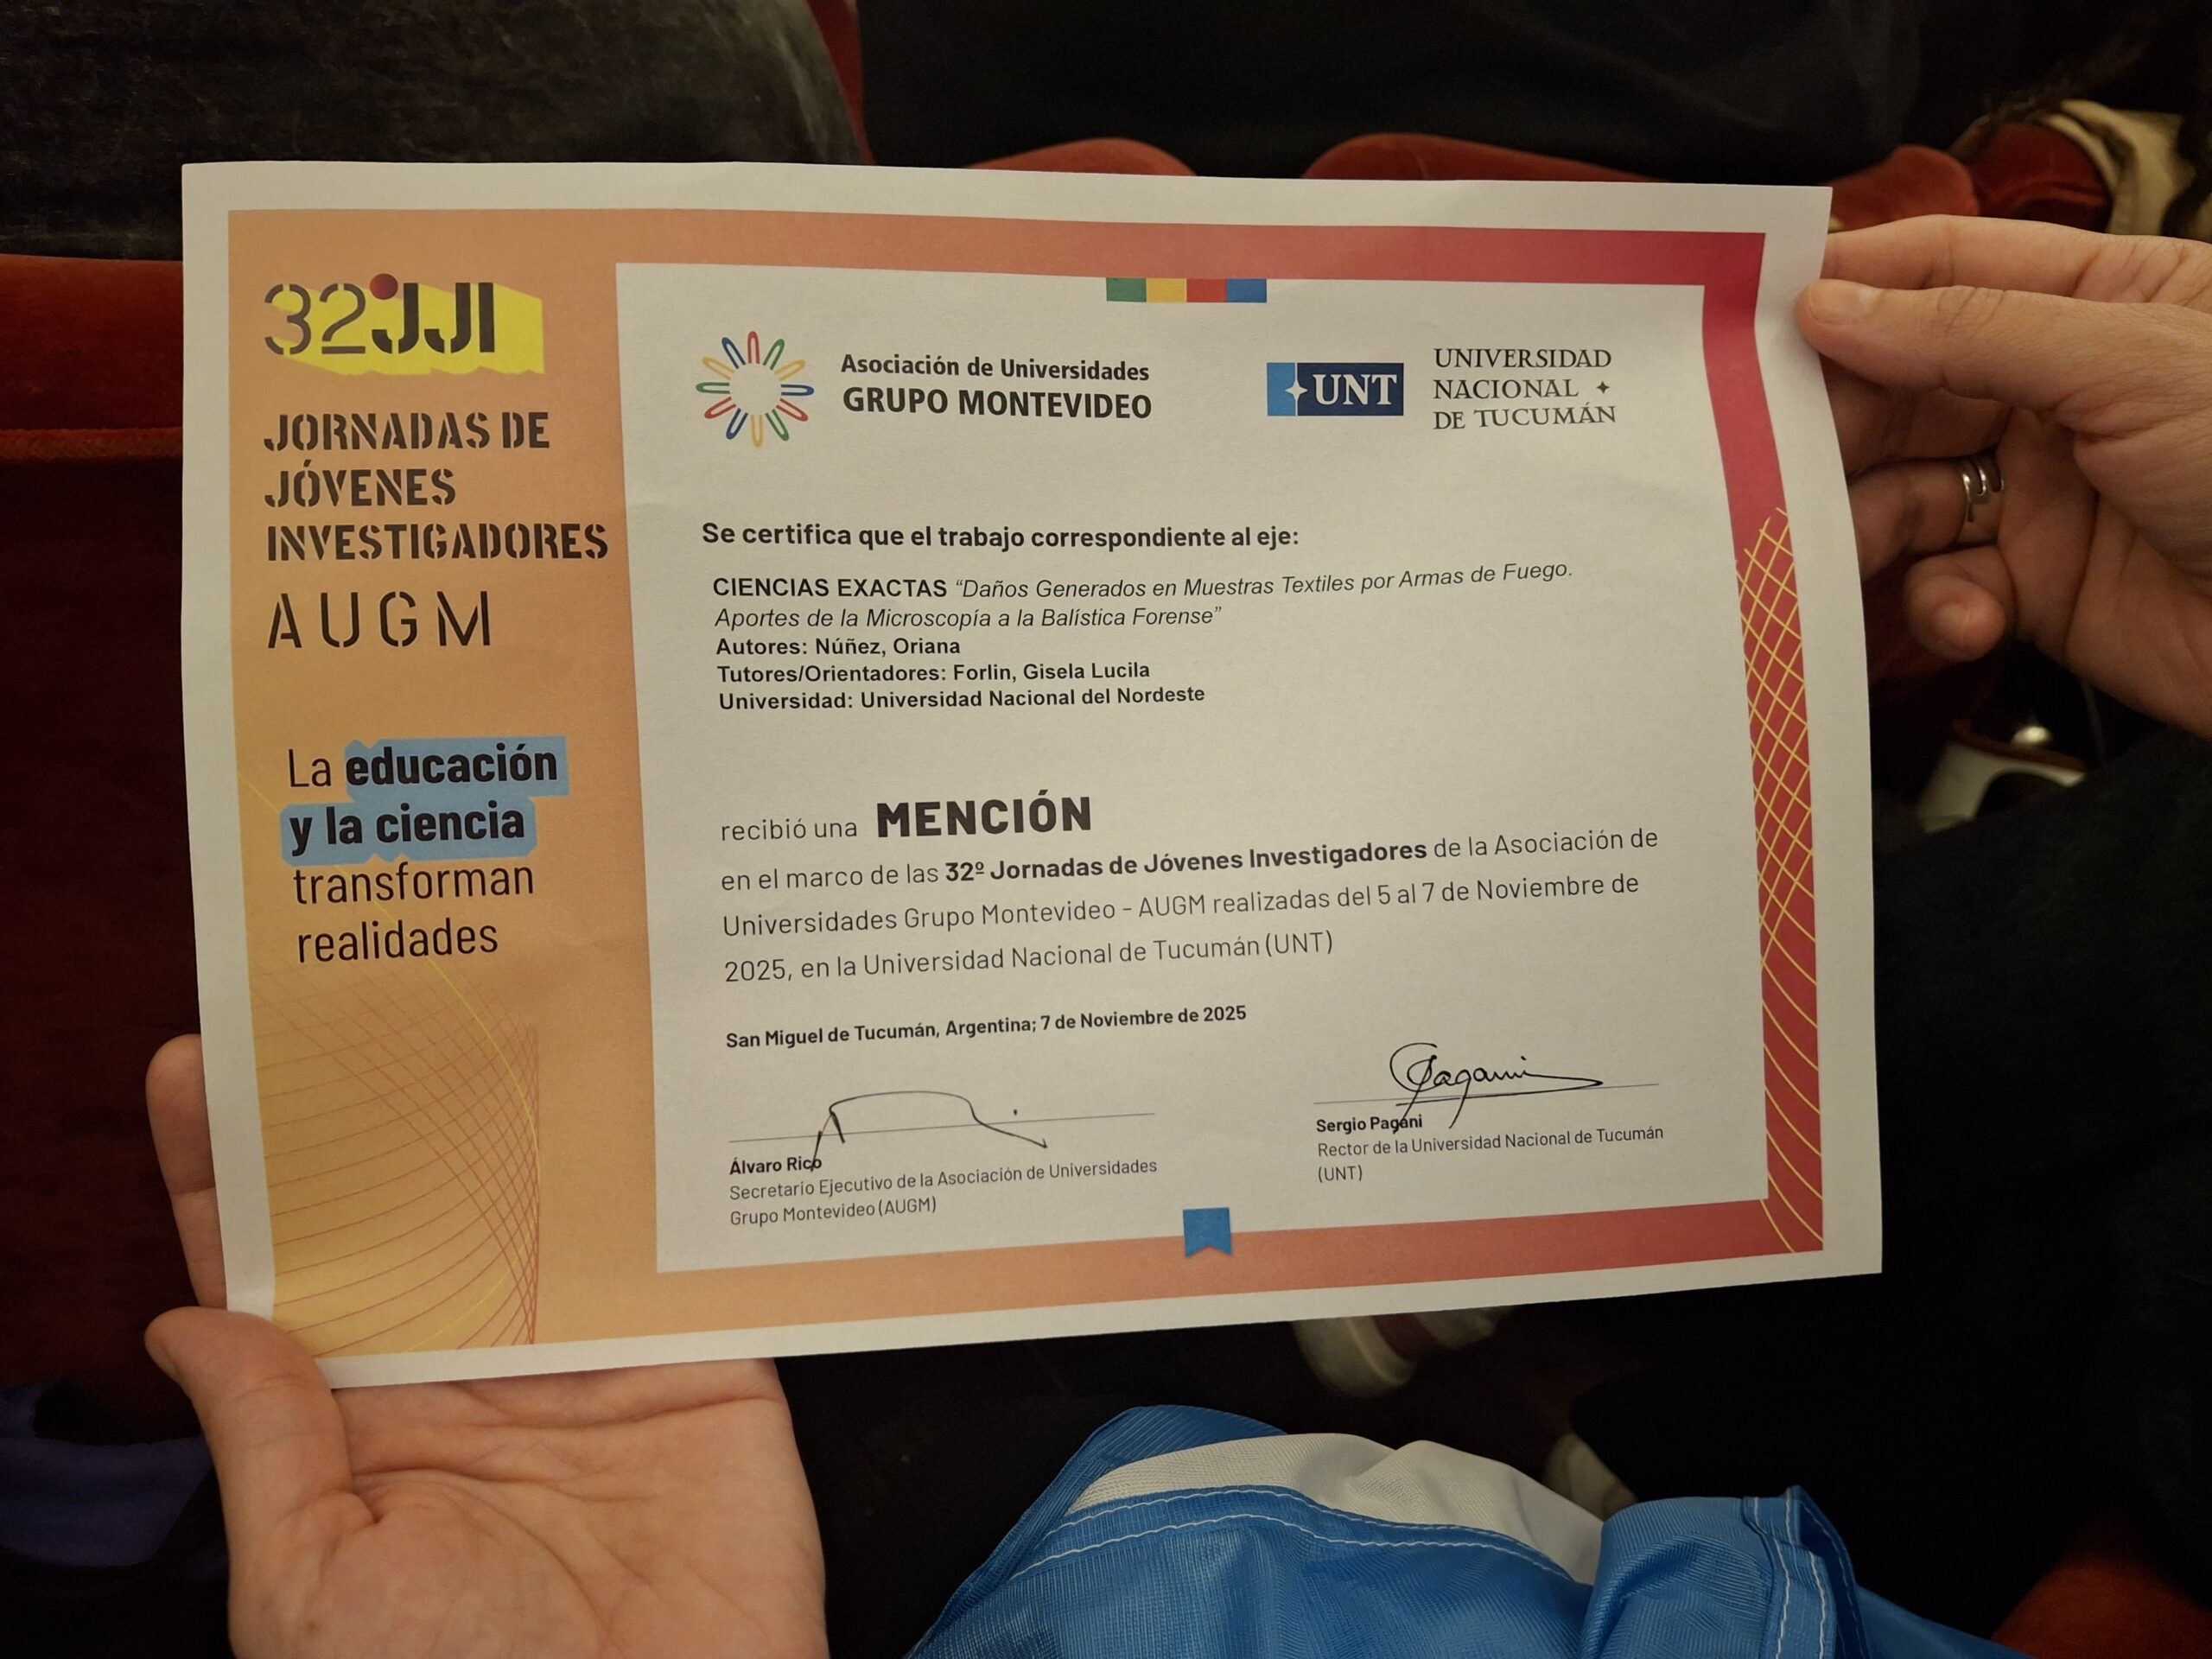 32ºJJI
JORNADAS DE
JÓVENES
INVESTIGADORES
AUGM
La educación
y la ciencia
transforman
realidades
Asociación de Universidades
GRUPO MONTEVIDEO
UNT
UNIVERSIDAD
NACIONAL
DE TUCUMÁN
Se certifica que el trabajo correspondiente al eje:
CIENCIAS EXACTAS “Daños Generados en Muestras Textiles por Armas de Fuego.
Aportes de la Microscopía a la Balística Forense”
Autores: Núñez, Oriana
Tutores/Orientadores: Forlin, Gisela Lucila
Universidad: Universidad Nacional del Nordeste
recibió una MENCIÓN
en el marco de las 32º Jornadas de Jóvenes Investigadores de la Asociación de
Universidades Grupo Montevideo - AUGM realizadas del 5 al 7 de Noviembre de
2025, en la Universidad Nacional de Tucumán (UNT)
San Miguel de Tucumán, Argentina; 7 de Noviembre de 2025
Álvaro Rico
Secretario Ejecutivo de la Asociación de Universidades
Grupo Montevideo (AUGM)
Sergio Pagani
Rector de la Universidad Nacional de Tucumán
(UNT)